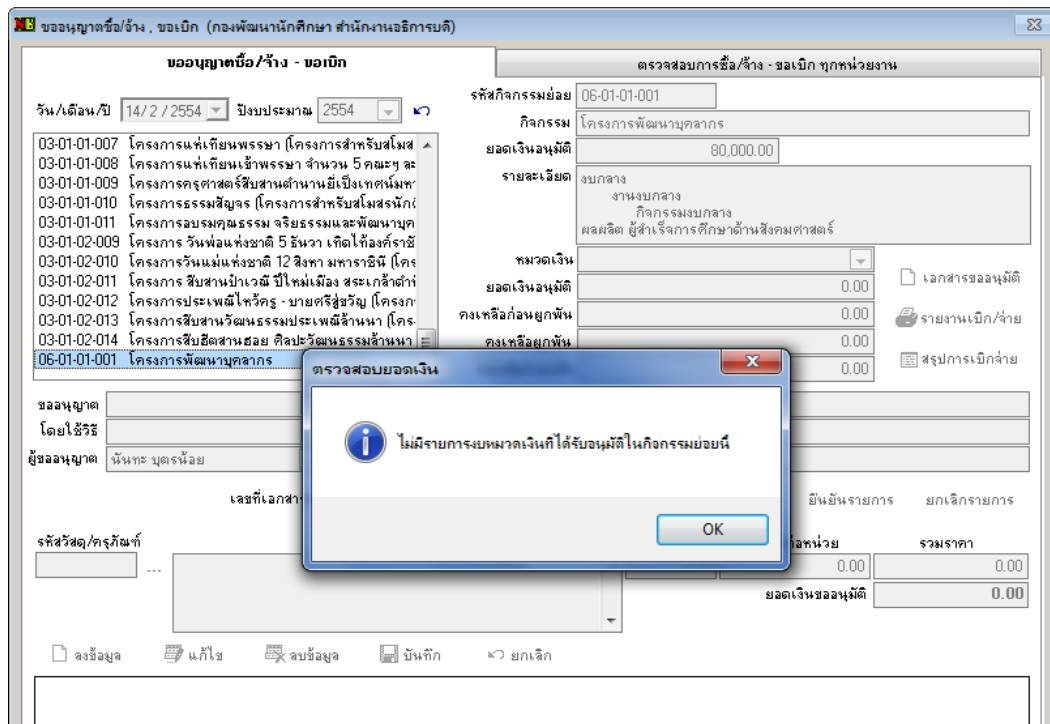 ขออนุญาตซื้อ/จ้าง , ขอเบิก (กองพัฒนานักศึกษา สำนักงานอธิการบดี)
ขออนุญาตซื้อ/จ้าง - ขอเบิก
ตรวจสอบการซื้อ/จ้าง - ขอเบิก ทุกหน่วยงาน
วัน/เดือน/ปี 14/ 2 / 2554 ปีงบประมาณ 2554
03-01-01-007 โครงการแห่เทียนพรรษา (โครงการสำหรับสโมส
03-01-01-008 โครงการแห่เทียนเข้าพรรษา จำนวน 5 คณะๆ ละ
03-01-01-009 โครงการครุศาสตร์สืบสานตำนานยี่เป็งเทศน์มหา
03-01-01-010 โครงการธรรมสัญจร (โครงการสำหรับสโมสรนัก
03-01-01-011 โครงการอบรมคุณธรรม จริยธรรมและพัฒนาบุค
03-01-02-009 โครงการ วันพ่อแห่งชาติ 5 ธันวา เทิดไท้องค์ราชั
03-01-02-010 โครงการวันแม่แห่งชาติ 12 สิงหา มหาราชินี (โคร
03-01-02-011 โครงการ สืบสานป๋าเวณี ปี๋ใหม่เมือง สระเกล้าดำ
03-01-02-012 โครงการประเพณีไหว้ครู - บายศรีสู่ขวัญ (โครงก
03-01-02-013 โครงการสืบสานวัฒนธรรมประเพณีล้านนา (โคร
03-01-02-014 โครงการสืบฮีตสานฮอย ศิลปะวัฒนธรรมล้านนา
06-01-01-001 โครงการพัฒนาบุคลากร
รหัสกิจกรรมย่อย 06-01-01-001
กิจกรรม โครงการพัฒนาบุคลากร
ยอดเงินอนุมัติ 80,000.00
รายละเอียด งบกลาง
งานงบกลาง
กิจกรรมงบกลาง
ผลผลิต ผู้สำเร็จการศึกษาด้านสังคมศาสตร์
หมวดเงิน
ยอดเงินอนุมัติ 0.00
คงเหลือก่อนผูกพัน 0.00
คงเหลือผูกพัน 0.00
0.00
เอกสารขออนุมัติ
รายงานเบิก/จ่าย
สรุปการเบิกจ่าย
ตรวจสอบยอดเงิน
ไม่มีรายการงบหมวดเงินที่ได้รับอนุมัติในกิจกรรมย่อยนี้
OK
ขออนุญาต
โดยใช้วิธี
ผู้ขออนุญาต นันทะ บุตรน้อย
เลขที่เอกสาร
ยืนยันรายการ ยกเลิกรายการ
รหัสวัสดุ/ครุภัณฑ์
...
ต่อหน่วย รวมราคา
0.00 0.00
ยอดเงินขออนุมัติ 0.00
ลงข้อมูล แก้ไข ลบข้อมูล บันทึก ยกเลิก